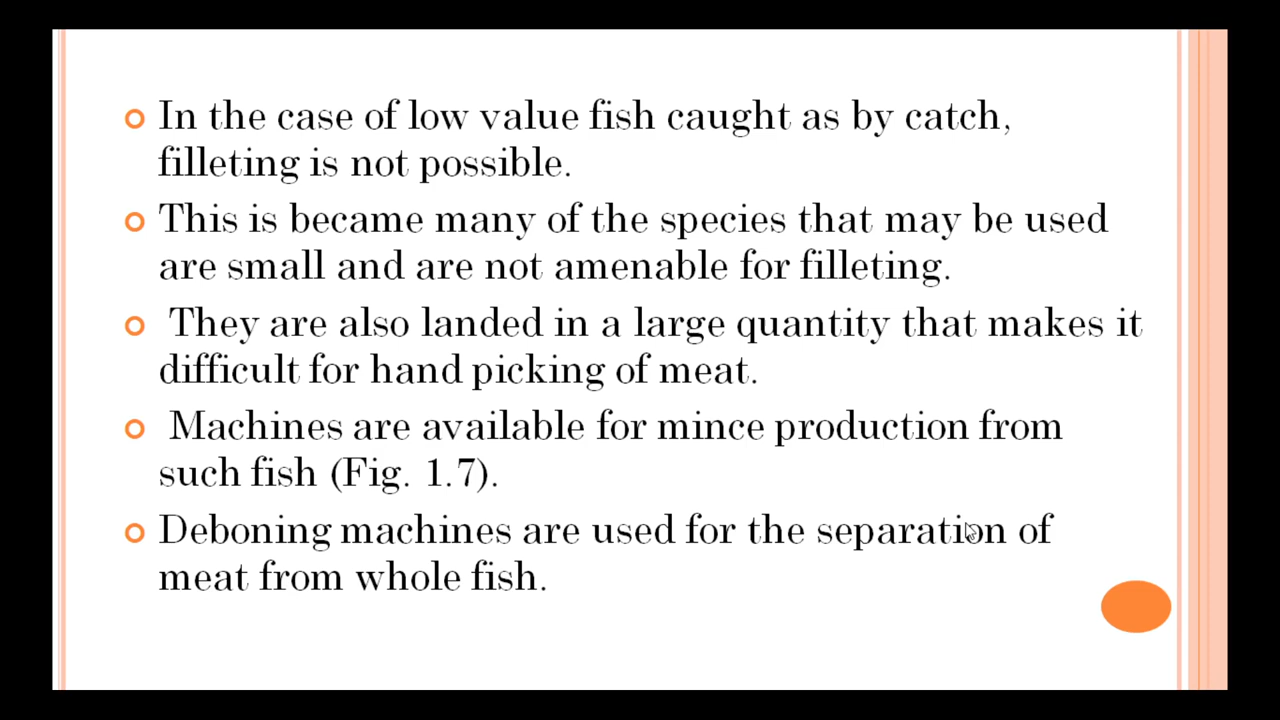 In the case of low value fish caught as by catch,
filleting is not possible.
This is became many of the species that may be used
are small and are not amenable for filleting.
They are also landed in a large quantity that makes it
difficult for hand picking of meat.
Machines are available for mince production from
such fish (Fig. 1.7).
Deboning machines are used for the separation of
meat from whole fish.